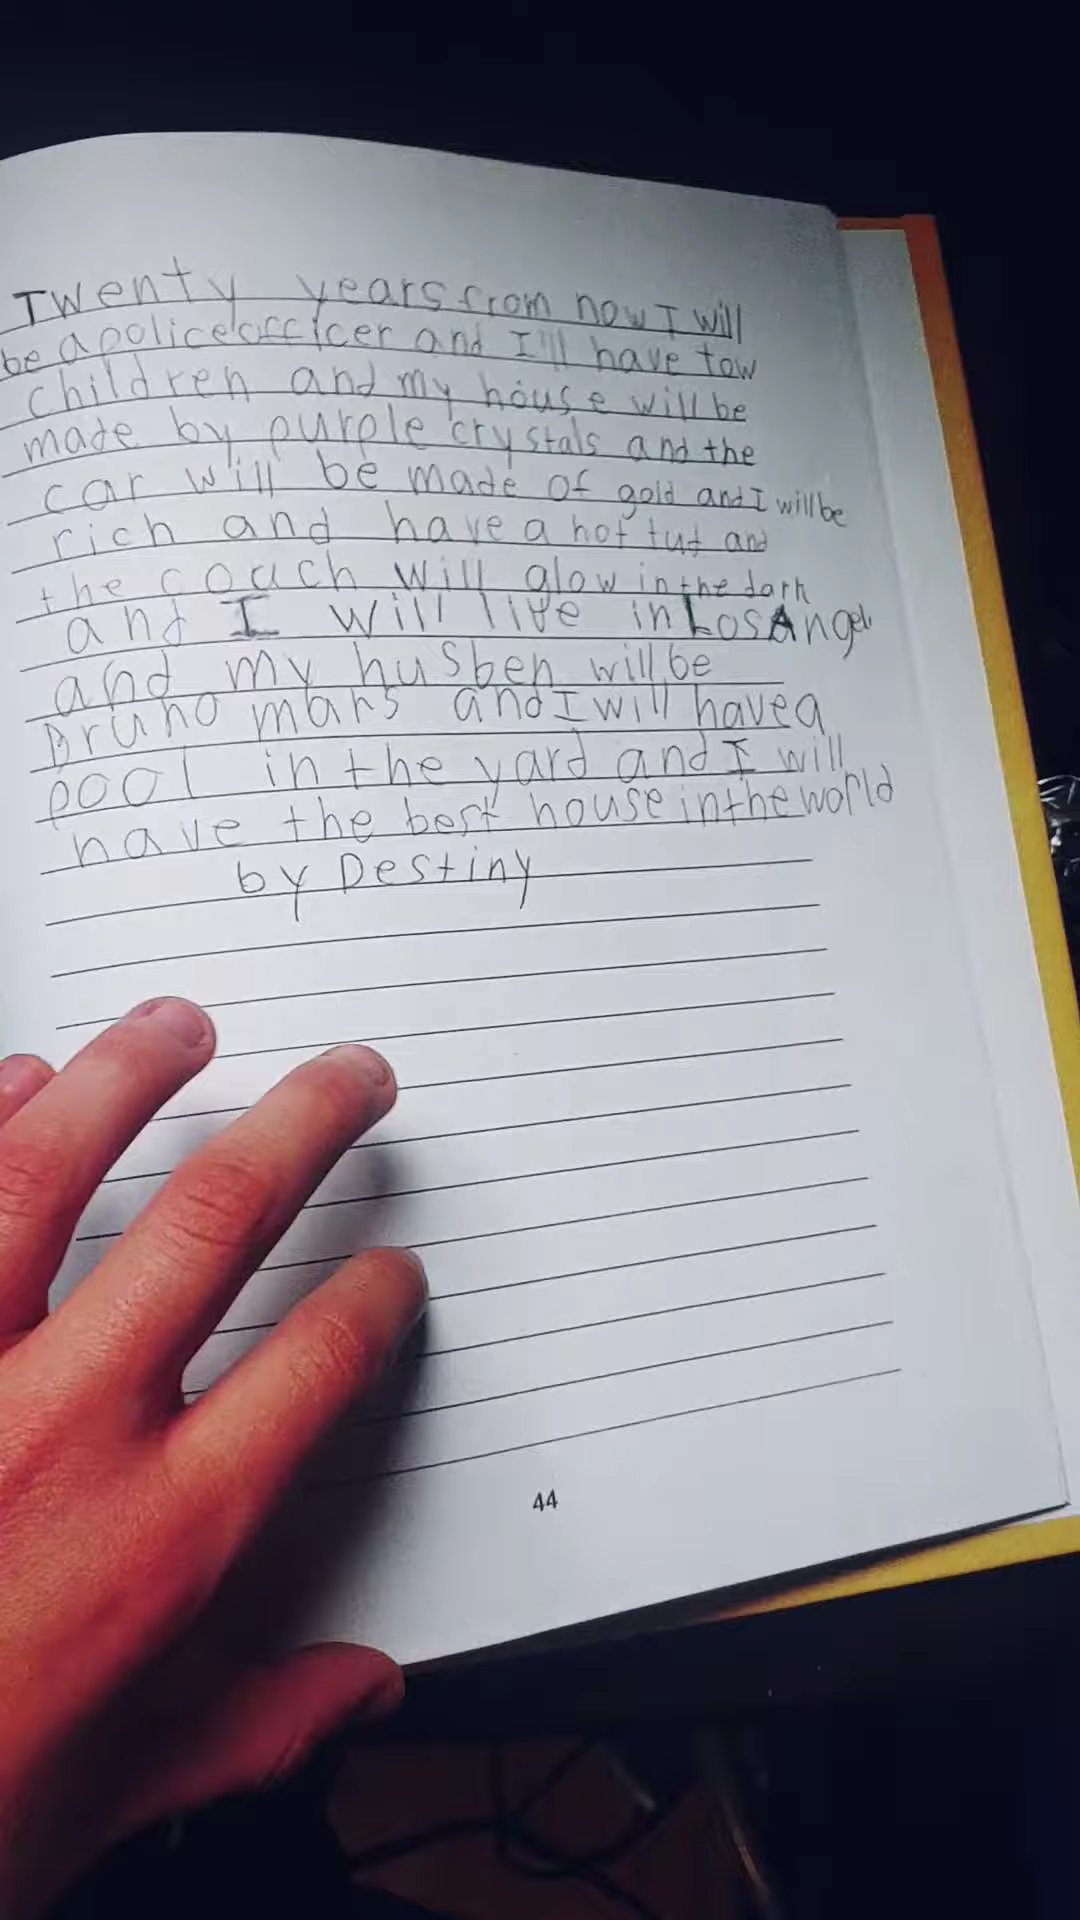 Twenty years from now I will
be a police officer and I'll have tow
children and my house will be
made by purple crystals and the
car will be made of gold and I will be
rich and have a hot tut and
the couch will glow in the dark
and I will live in Los Angel
and my husben will be
Bruno mars and I will have a
pool in the yard and I will
have the best house in the world
by Destiny
44